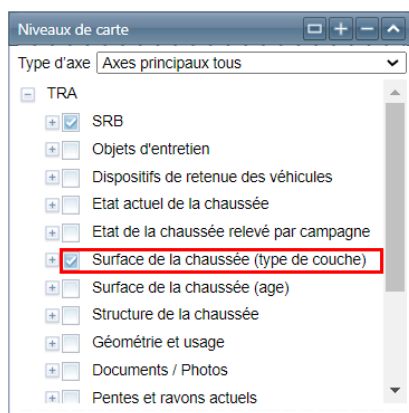 Niveaux de carte
Type d'axe Axes principaux tous
TRA
SRB
Objets d'entretien
Dispositifs de retenue des véhicules
Etat actuel de la chaussée
Etat de la chaussée relevé par campagne
Surface de la chaussée (type de couche)
Surface de la chaussée (age)
Structure de la chaussée
Géométrie et usage
Documents / Photos
Pentes et rayons actuels